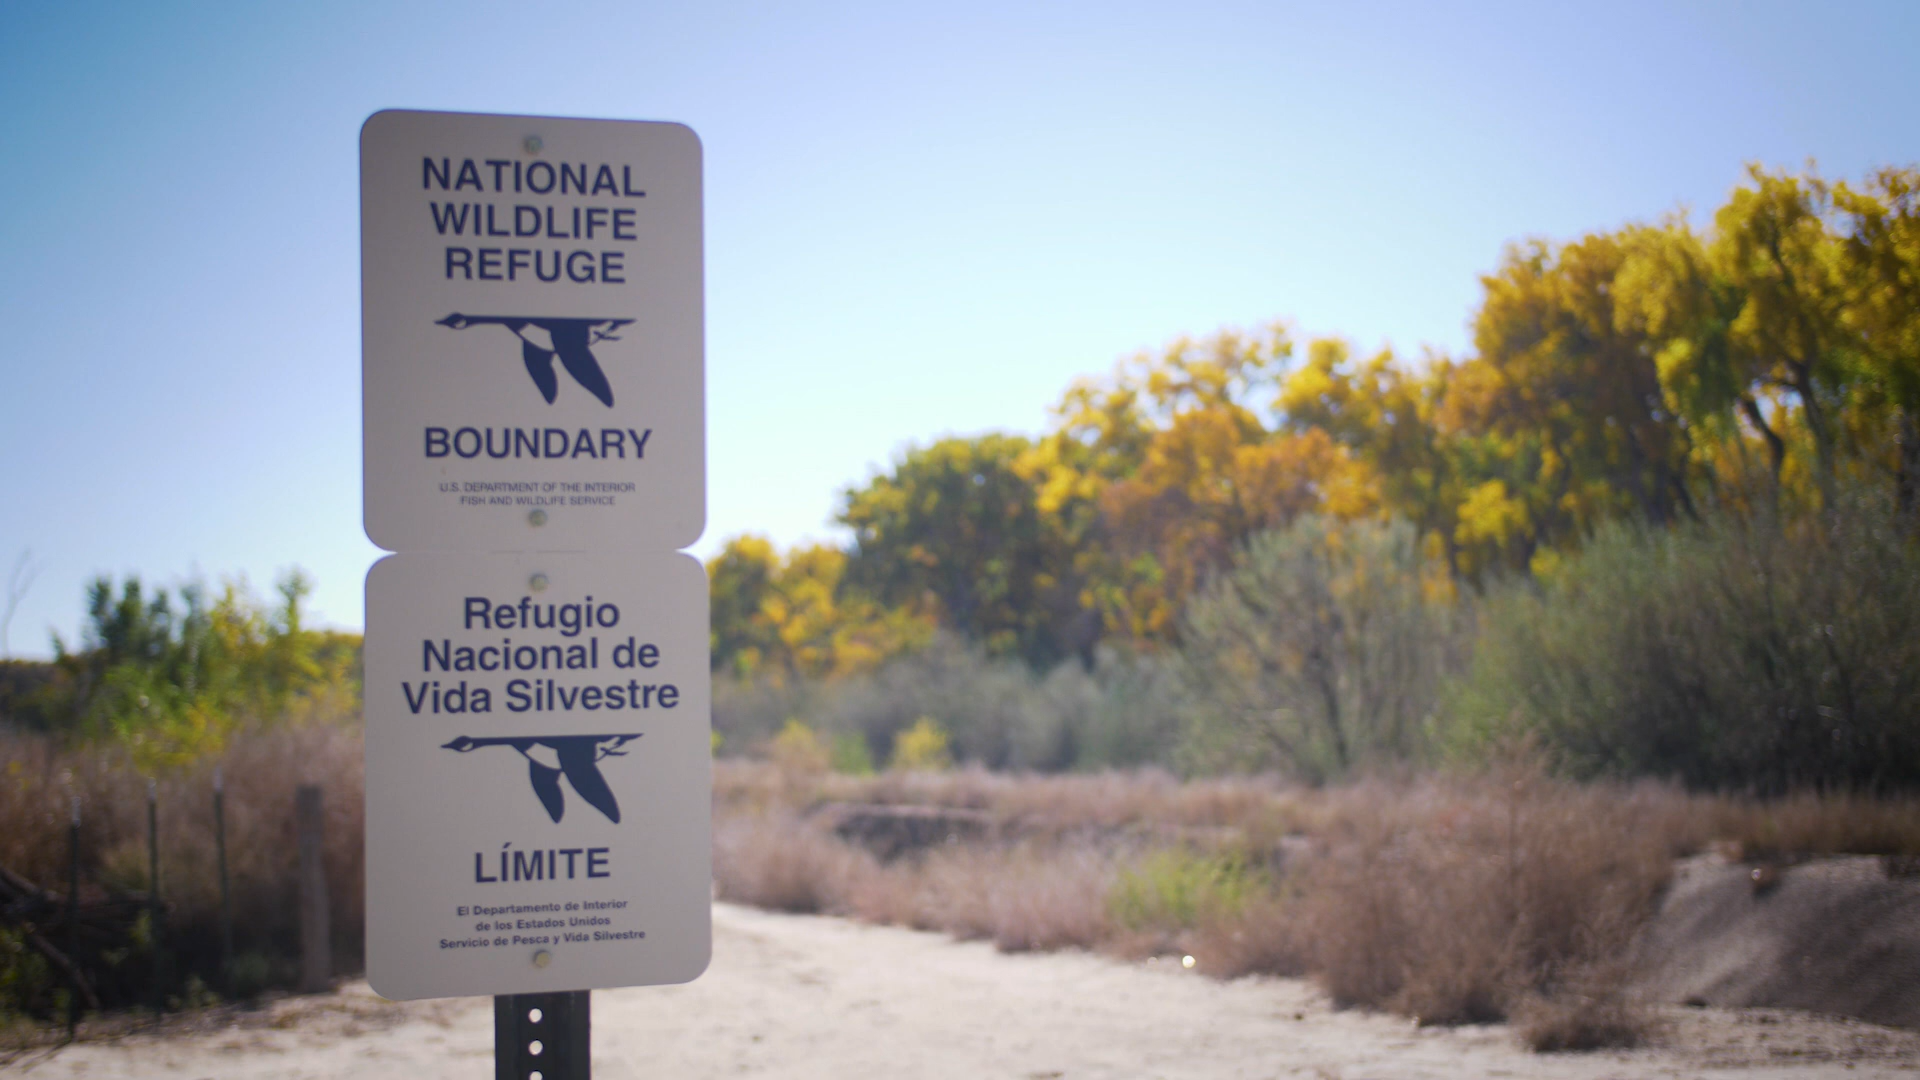 NATIONAL
WILDLIFE
REFUGE
BOUNDARY
U.S. DEPARTMENT OF THE INTERIOR
FISH AND WILDLIFE SERVICE
Refugio
Nacional de
Vida Silvestre
LÍMITE
El Departamento de Interior
de los Estados Unidos
Servicio de Pesca y Vida Silvestre